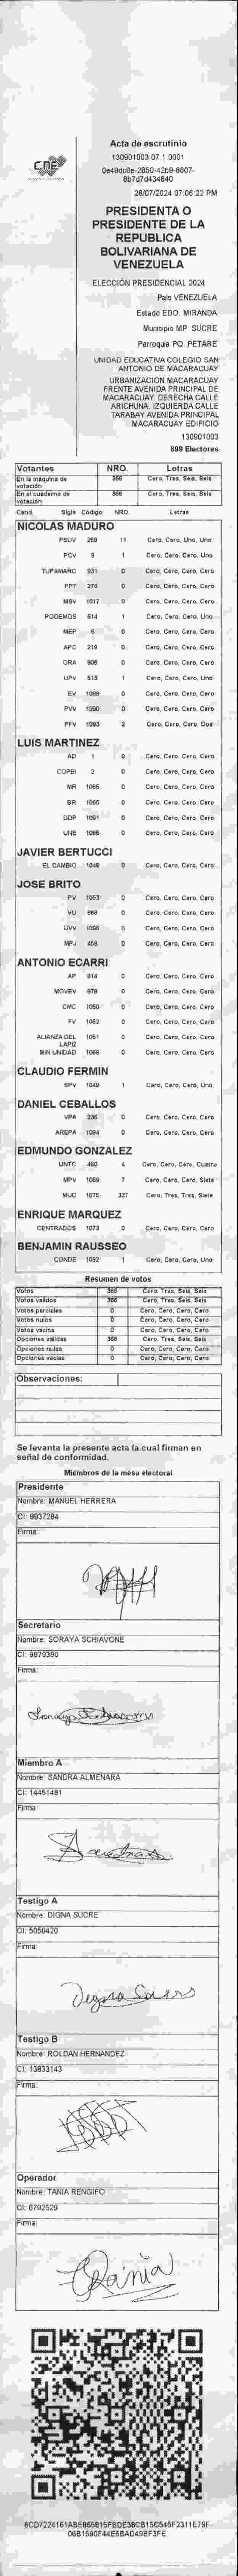 CNE
Acta de escrutinio
130901003.07.1.0001
0e49dc0e-2850-42b9-8807-
8b7d7d434840
28/07/2024 07:06:22 PM
PRESIDENTA O
PRESIDENTE DE LA
REPUBLICA
BOLIVARIANA DE
VENEZUELA
ELECCIÓN PRESIDENCIAL 2024
País VENEZUELA
Estado EDO. MIRANDA
Municipio MP. SUCRE
Parroquia PQ. PETARE
UNIDAD EDUCATIVA COLEGIO SAN
ANTONIO DE MACARACUAY
URBANIZACIÓN MACARACUAY
FRENTE AVENIDA PRINCIPAL DE
MACARACUAY. DERECHA CALLE
ARICHUNA. IZQUIERDA CALLE
TARABAY AVENIDA PRINCIPAL
MACARACUAY EDIFICIO
130901003
899 Electores
Votantes NRO. Letras
En la máquina de votación 366 Cero, Tres, Seis, Seis
En el cuaderno de votación 366 Cero, Tres, Seis, Seis
Cand. Sigla Código NRO. Letras
NICOLAS MADURO
PSUV 269 11 Cero, Cero, Uno, Uno
PCV 9 1 Cero, Cero, Cero, Uno
TUPAMARO 931 0 Cero, Cero, Cero, Cero
PPT 276 0 Cero, Cero, Cero, Cero
MSV 1017 0 Cero, Cero, Cero, Cero
PODEMOS 514 1 Cero, Cero, Cero, Uno
MEP 6 0 Cero, Cero, Cero, Cero
APC 219 0 Cero, Cero, Cero, Cero
ORA 906 0 Cero, Cero, Cero, Cero
UPV 513 1 Cero, Cero, Cero, Uno
EV 1089 0 Cero, Cero, Cero, Cero
PVV 1090 0 Cero, Cero, Cero, Cero
PFV 1093 2 Cero, Cero, Cero, Dos
LUIS MARTINEZ
AD 1 0 Cero, Cero, Cero, Cero
COPEI 2 0 Cero, Cero, Cero, Cero
MR 1065 0 Cero, Cero, Cero, Cero
BR 1066 0 Cero, Cero, Cero, Cero
DDP 1091 0 Cero, Cero, Cero, Cero
UNE 1095 0 Cero, Cero, Cero, Cero
JAVIER BERTUCCI
EL CAMBIO 1048 0 Cero, Cero, Cero, Cero
JOSE BRITO
PV 1053 0 Cero, Cero, Cero, Cero
VU 868 0 Cero, Cero, Cero, Cero
UVV 1096 0 Cero, Cero, Cero, Cero
MPJ 458 0 Cero, Cero, Cero, Cero
ANTONIO ECARRI
AP 914 0 Cero, Cero, Cero, Cero
MOVEV 878 0 Cero, Cero, Cero, Cero
CMC 1050 0 Cero, Cero, Cero, Cero
FV 1062 0 Cero, Cero, Cero, Cero
ALIANZA DEL LAPIZ 1051 0 Cero, Cero, Cero, Cero
MIN UNIDAD 1068 0 Cero, Cero, Cero, Cero
CLAUDIO FERMIN
SPV 1049 1 Cero, Cero, Cero, Uno
DANIEL CEBALLOS
VPA 236 0 Cero, Cero, Cero, Cero
AREPA 1094 0 Cero, Cero, Cero, Cero
EDMUNDO GONZALEZ
UNTC 460 4 Cero, Cero, Cero, Cuatro
MPV 1069 7 Cero, Cero, Cero, Siete
MUD 1075 337 Cero, Tres, Tres, Siete
ENRIQUE MARQUEZ
CENTRADOS 1073 0 Cero, Cero, Cero, Cero
BENJAMIN RAUSSEO
CONDE 1092 1 Cero, Cero, Cero, Uno
Resumen de votos
Votos 366 Cero, Tres, Seis, Seis
Votos validos 366 Cero, Tres, Seis, Seis
Votos parciales 0 Cero, Cero, Cero, Cero
Votos nulos 0 Cero, Cero, Cero, Cero
Votos vacios 0 Cero, Cero, Cero, Cero
Opciones validas 366 Cero, Tres, Seis, Seis
Opciones nulas 0 Cero, Cero, Cero, Cero
Opciones vacias 0 Cero, Cero, Cero, Cero
Observaciones:
Se levanta la presente acta la cual firman en
señal de conformidad.
Miembros de la mesa electoral
Presidente
Nombre: MANUEL HERRERA
CI: 8937284
Firma:
Secretario
Nombre: SORAYA SCHIAVONE
CI: 9879380
Firma:
Miembro A
Nombre: SANDRA ALMENARA
CI: 14451481
Firma:
Testigo A
Nombre: DIGNA SUCRE
CI: 5050420
Firma:
Digna Sucre
Testigo B
Nombre: ROLDAN HERNANDEZ
CI: 13833143
Firma:
Operador
Nombre: TANIA RENGIFO
CI: 6792529
Firma:
Tania